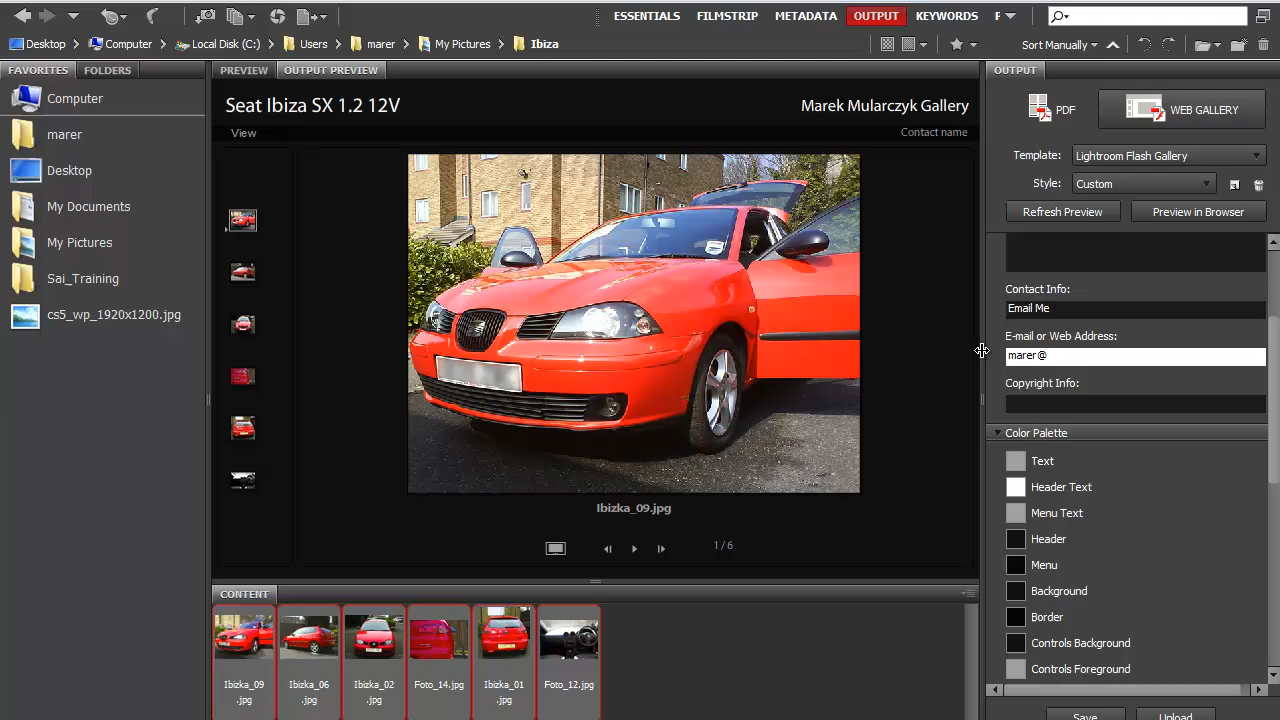 ESSENTIALS FILMSTRIP METADATA OUTPUT KEYWORDS
Desktop Computer Local Disk (C:) Users marer My Pictures Ibiza Sort Manually
FAVORITES FOLDERS
Computer
marer
Desktop
My Documents
My Pictures
Sai_Training
cs5_wp_1920x1200.jpg
PREVIEW OUTPUT PREVIEW
Seat Ibiza SX 1.2 12V Marek Mularczyk Gallery
View Contact name
Ibizka_09.jpg
1 / 6
CONTENT
Ibizka_09 Ibizka_06 Ibizka_02 Foto_14.jpg Ibizka_01 Foto_12.jpg
.jpg .jpg .jpg .jpg
OUTPUT
PDF WEB GALLERY
Template: Lightroom Flash Gallery
Style: Custom
Refresh Preview Preview in Browser
Contact Info:
Email Me
E-mail or Web Address:
marer@
Copyright Info:
Color Palette
Text
Header Text
Menu Text
Header
Menu
Background
Border
Controls Background
Controls Foreground
Save Upload